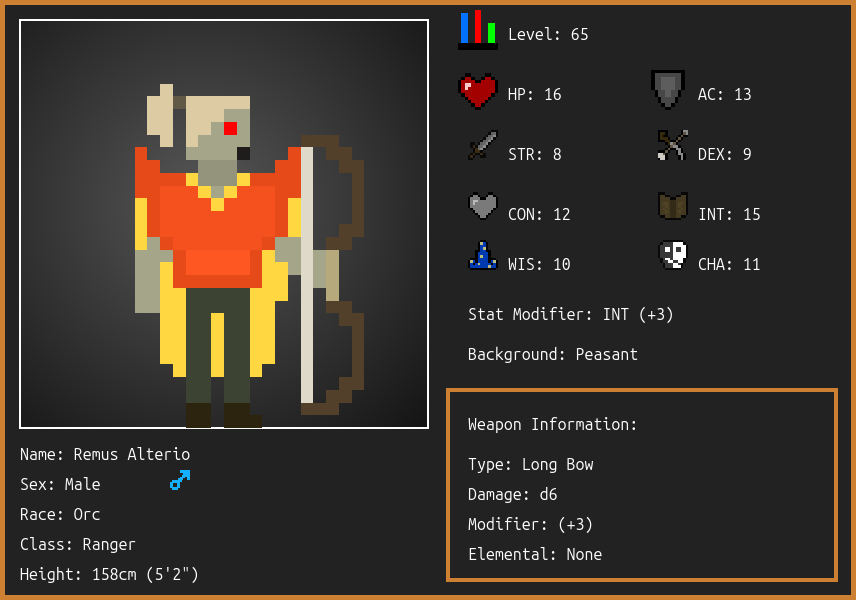 Level: 65
HP: 16
AC: 13
STR: 8
DEX: 9
CON: 12
INT: 15
WIS: 10
CHA: 11
Stat Modifier: INT (+3)
Background: Peasant
Weapon Information:
Type: Long Bow
Damage: d6
Modifier: (+3)
Elemental: None
Name: Remus Alterio
Sex: Male
Race: Orc
Class: Ranger
Height: 158cm (5'2")